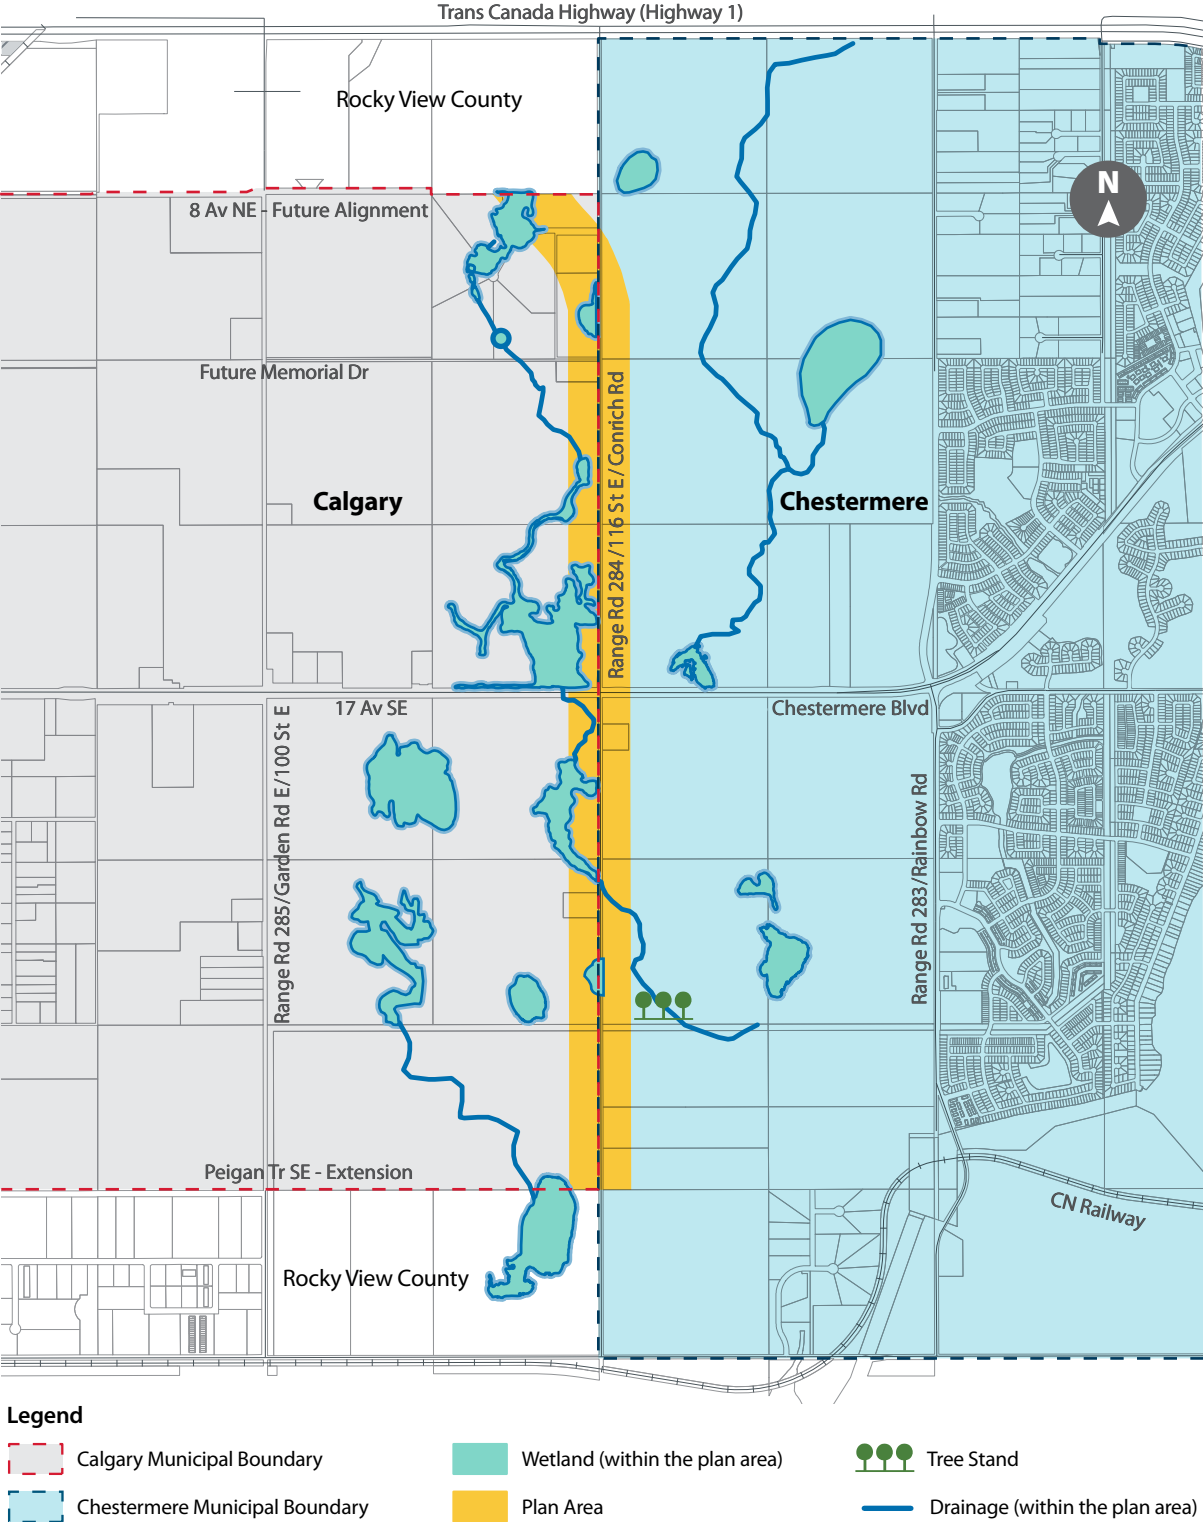 Trans Canada Highway (Highway 1)
Rocky View County
N
8 Av NE - Future Alignment
Future Memorial Dr
Range Rd 284/116 St E/Conrich Rd
Calgary
Chestermere
17 Av SE
Chestermere Blvd
Range Rd 285/Garden Rd E/100 St E
Range Rd 283/Rainbow Rd
Peigan Tr SE - Extension
CN Railway
Rocky View County
Legend
Calgary Municipal Boundary
Wetland (within the plan area)
Tree Stand
Chestermere Municipal Boundary
Plan Area
Drainage (within the plan area)